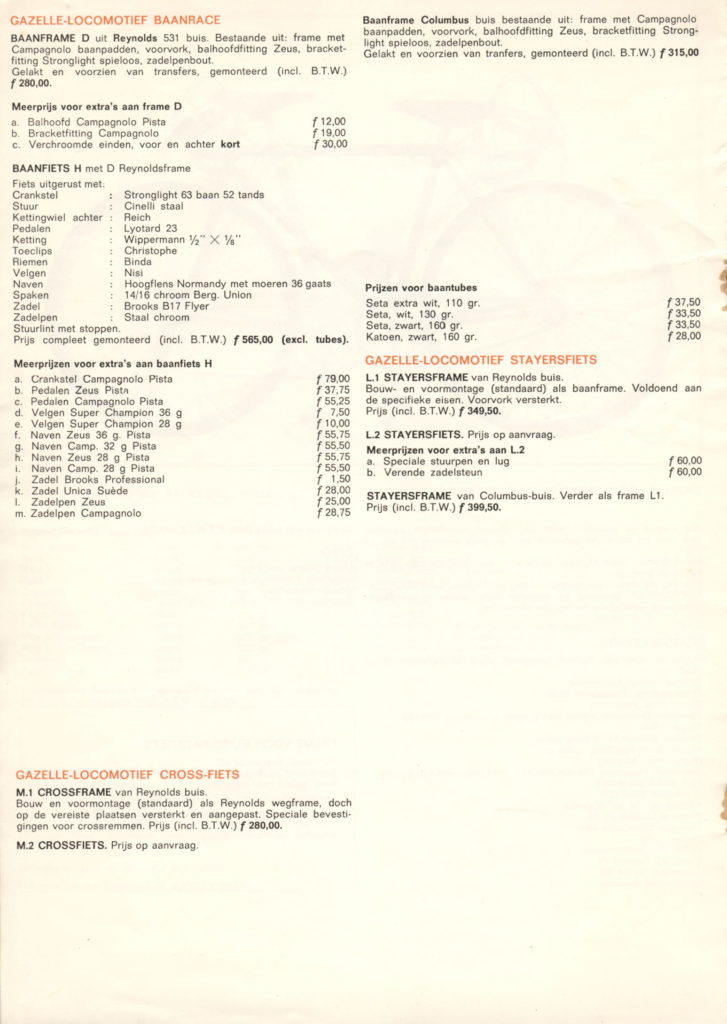 GAZELLE-LOCOMOTIEF BAANRACE
BAANFRAME D uit Reynolds 531 buis. Bestaande uit: frame met
Campagnolo baanpadden, voorvork, balhoofdfitting Zeus, bracket-
fitting Stronglight spieloos, zadelpenbout.
Gelakt en voorzien van transfers, gemonteerd (incl. B.T.W.)
ƒ 280,00.
Meerprijs voor extra's aan frame D
a. Balhoofd Campagnolo Pista ƒ 12,00
b. Bracketfitting Campagnolo ƒ 19,00
c. Verchroomde einden, voor en achter kort ƒ 30,00
BAANFIETS H met D Reynoldsframe
Fiets uitgerust met:
Crankstel : Stronglight 63 baan 52 tands
Stuur : Cinelli staal
Kettingwiel achter : Reich
Pedalen : Lyotard 23
Ketting : Wippermann ½" × ⅛"
Toeclips : Christophe
Riemen : Binda
Velgen : Nisi
Naven : Hoogflens Normandy met moeren 36 gaats
Spaken : 14/16 chroom Berg. Union
Zadel : Brooks B17 Flyer
Zadelpen : Staal chroom
Stuurlint met stoppen.
Prijs compleet gemonteerd (incl. B.T.W.) ƒ 565,00 (excl. tubes).
Meerprijzen voor extra's aan baanfiets H
a. Crankstel Campagnolo Pista ƒ 79,00
b. Pedalen Zeus Pista ƒ 37,75
c. Pedalen Campagnolo Pista ƒ 55,25
d. Velgen Super Champion 36 g ƒ 7,50
e. Velgen Super Champion 28 g ƒ 10,00
f. Naven Zeus 36 g. Pista ƒ 55,75
g. Naven Camp. 32 g Pista ƒ 55,50
h. Naven Zeus 28 g Pista ƒ 55,75
i. Naven Camp. 28 g Pista ƒ 55,50
j. Zadel Brooks Professional ƒ 1,50
k. Zadel Unica Suède ƒ 28,00
l. Zadelpen Zeus ƒ 25,00
m. Zadelpen Campagnolo ƒ 28,75
GAZELLE-LOCOMOTIEF CROSS-FIETS
M.1 CROSSFRAME van Reynolds buis.
Bouw en voormontage (standaard) als Reynolds wegframe, doch
op de vereiste plaatsen versterkt en aangepast. Speciale bevesti-
gingen voor crossremmen. Prijs (incl. B.T.W.) ƒ 280,00.
M.2 CROSSFIETS. Prijs op aanvraag.
Baanframe Columbus buis bestaande uit: frame met Campagnolo
baanpadden, voorvork, balhoofdfitting Zeus, bracketfitting Strong-
light spieloos, zadelpenbout.
Gelakt en voorzien van tranfers, gemonteerd (incl. B.T.W.) ƒ 315,00
Prijzen voor baantubes
Seta extra wit, 110 gr. ƒ 37,50
Seta, wit, 130 gr. ƒ 33,50
Seta, zwart, 160 gr. ƒ 33,50
Katoen, zwart, 160 gr. ƒ 28,00
GAZELLE-LOCOMOTIEF STAYERSFIETS
L.1 STAYERSFRAME van Reynolds buis.
Bouw- en voormontage (standaard) als baanframe. Voldoend aan
de specifieke eisen. Voorvork versterkt.
Prijs (incl. B.T.W.) ƒ 349,50.
L.2 STAYERSFIETS. Prijs op aanvraag.
Meerprijzen voor extra's aan L.2
a. Speciale stuurpen en lug ƒ 60,00
b. Verende zadelsteun ƒ 60,00
STAYERSFRAME van Columbus-buis. Verder als frame L1.
Prijs (incl. B.T.W.) ƒ 399,50.